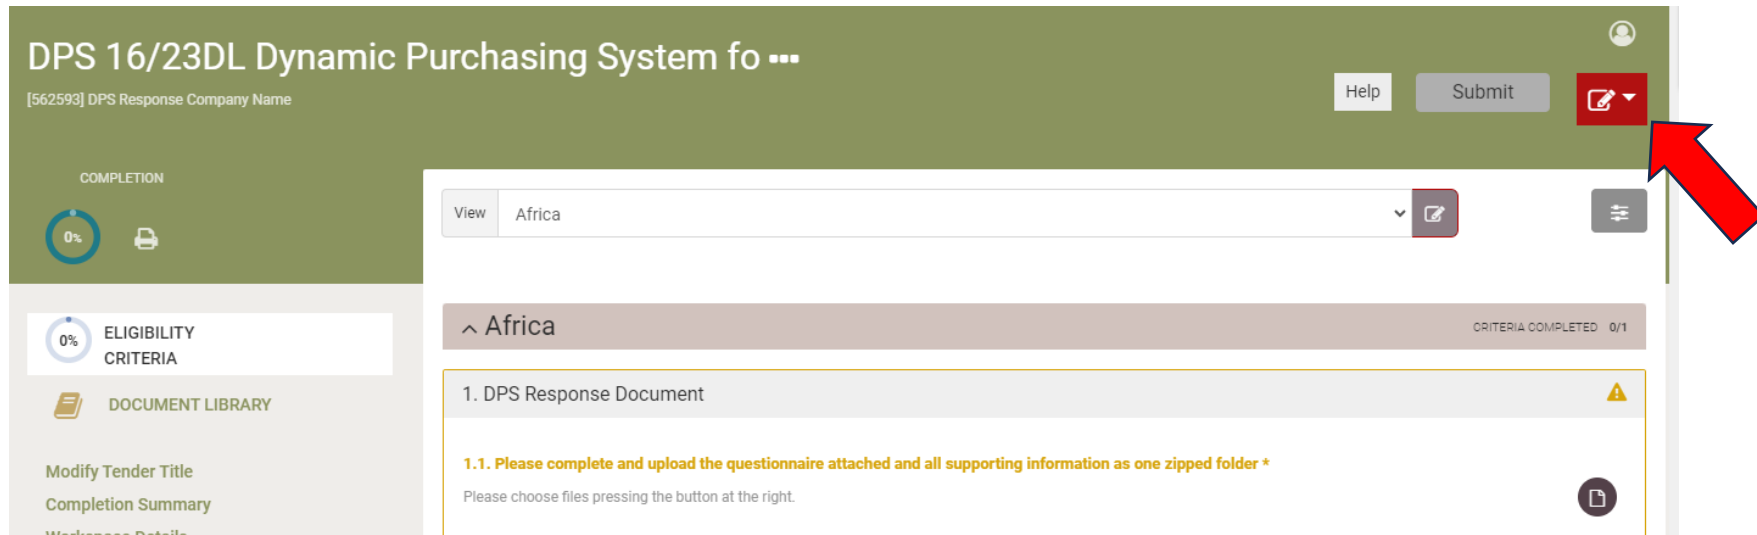 DPS 16/23DL Dynamic Purchasing System fo ...
[562593] DPS Response Company Name
Help
Submit
COMPLETION
0%
View
Africa
0%
ELIGIBILITY
CRITERIA
DOCUMENT LIBRARY
Modify Tender Title
Completion Summary
Workspace Details
Africa
CRITERIA COMPLETED 0/1
1. DPS Response Document
1.1. Please complete and upload the questionnaire attached and all supporting information as one zipped folder *
Please choose files pressing the button at the right.